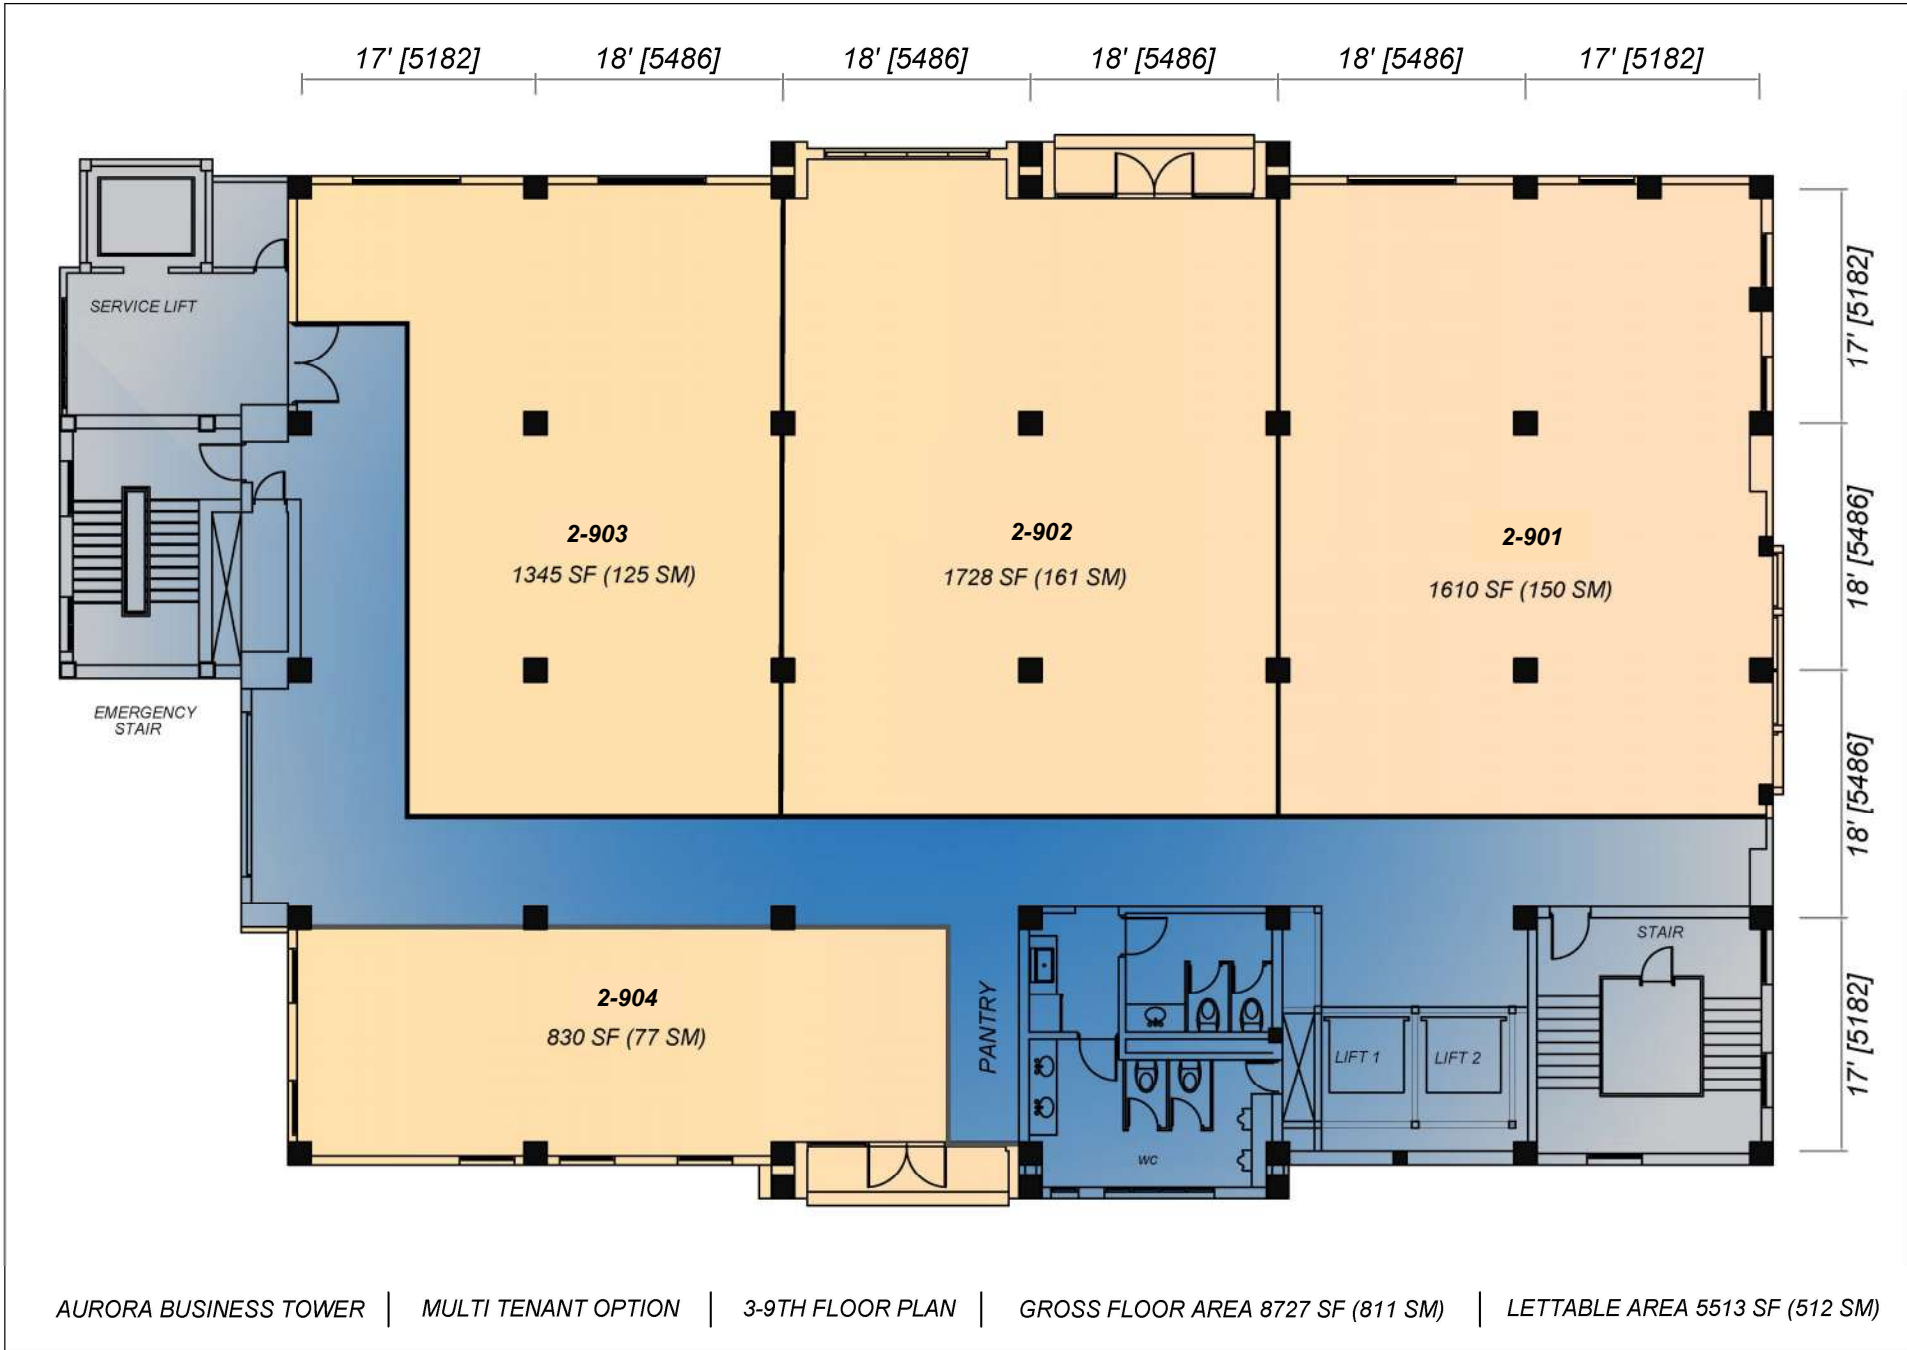 17' [5182]
18' [5486]
18' [5486]
18' [5486]
18' [5486]
17' [5182]
17' [5182]
18' [5486]
18' [5486]
17' [5182]
SERVICE LIFT
EMERGENCY
STAIR
2-903
1345 SF (125 SM)
2-902
1728 SF (161 SM)
2-901
1610 SF (150 SM)
2-904
830 SF (77 SM)
PANTRY
WC
LIFT 1
LIFT 2
STAIR
AURORA BUSINESS TOWER | MULTI TENANT OPTION | 3-9TH FLOOR PLAN | GROSS FLOOR AREA 8727 SF (811 SM) | LETTABLE AREA 5513 SF (512 SM)